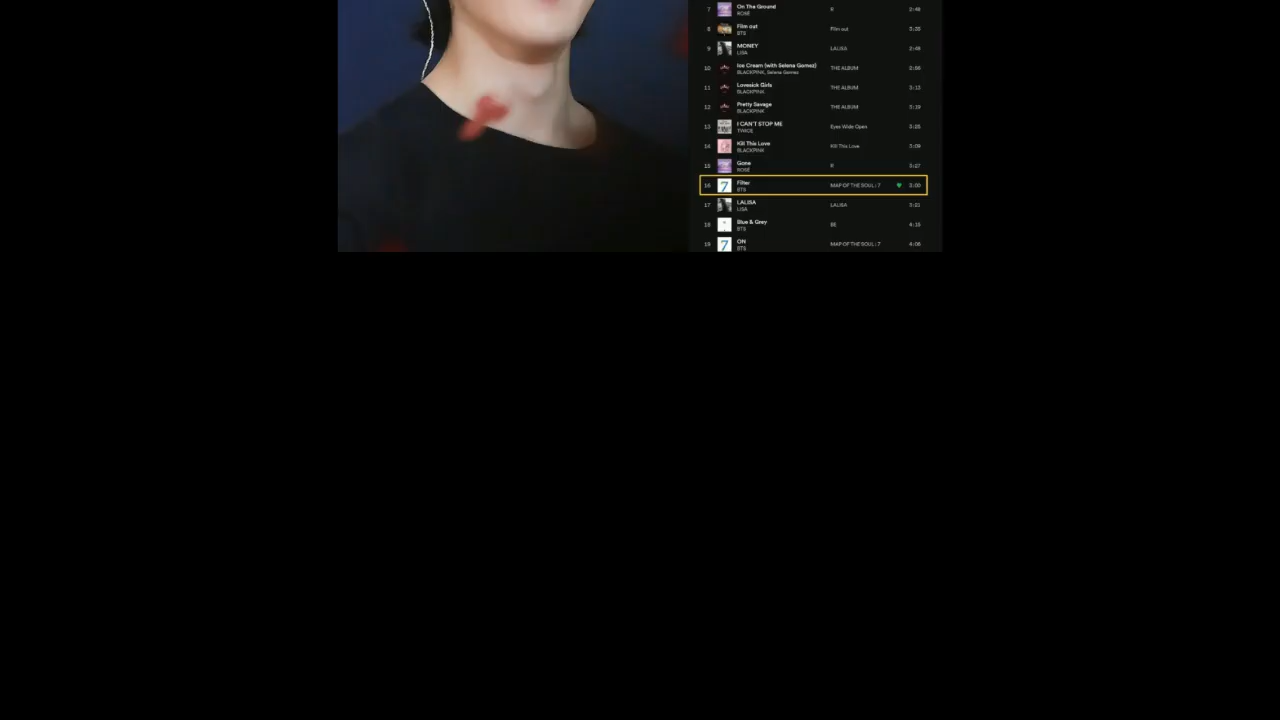 7 On The Ground R 2:48
ROSÉ
8 Film out Film out 3:35
BTS
9 MONEY LALISA 2:48
LISA
10 Ice Cream (with Selena Gomez) THE ALBUM 2:56
BLACKPINK, Selena Gomez
11 Lovesick Girls THE ALBUM 3:13
BLACKPINK
12 Pretty Savage THE ALBUM 3:19
BLACKPINK
13 I CAN'T STOP ME Eyes Wide Open 3:25
TWICE
14 Kill This Love Kill This Love 3:09
BLACKPINK
15 Gone R 3:27
ROSÉ
16 7 Filter MAP OF THE SOUL : 7 3:00
BTS
17 LALISA LALISA 3:21
LISA
18 Blue & Grey BE 4:15
BTS
19 7 ON MAP OF THE SOUL : 7 4:06
BTS